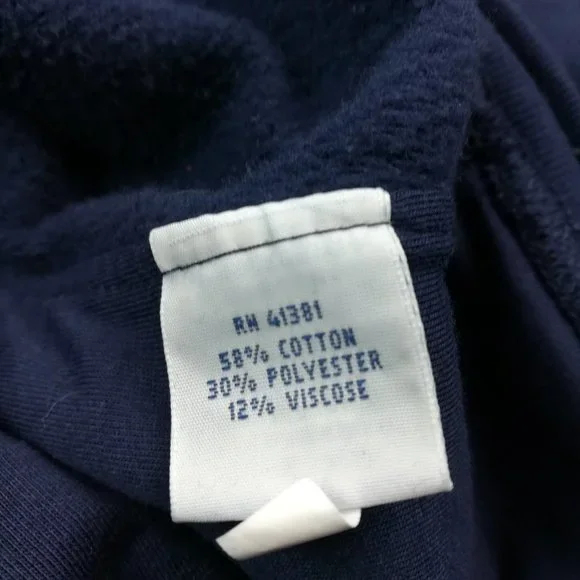 RN 41381
58% COTTON
30% POLYESTER
12% VISCOSE